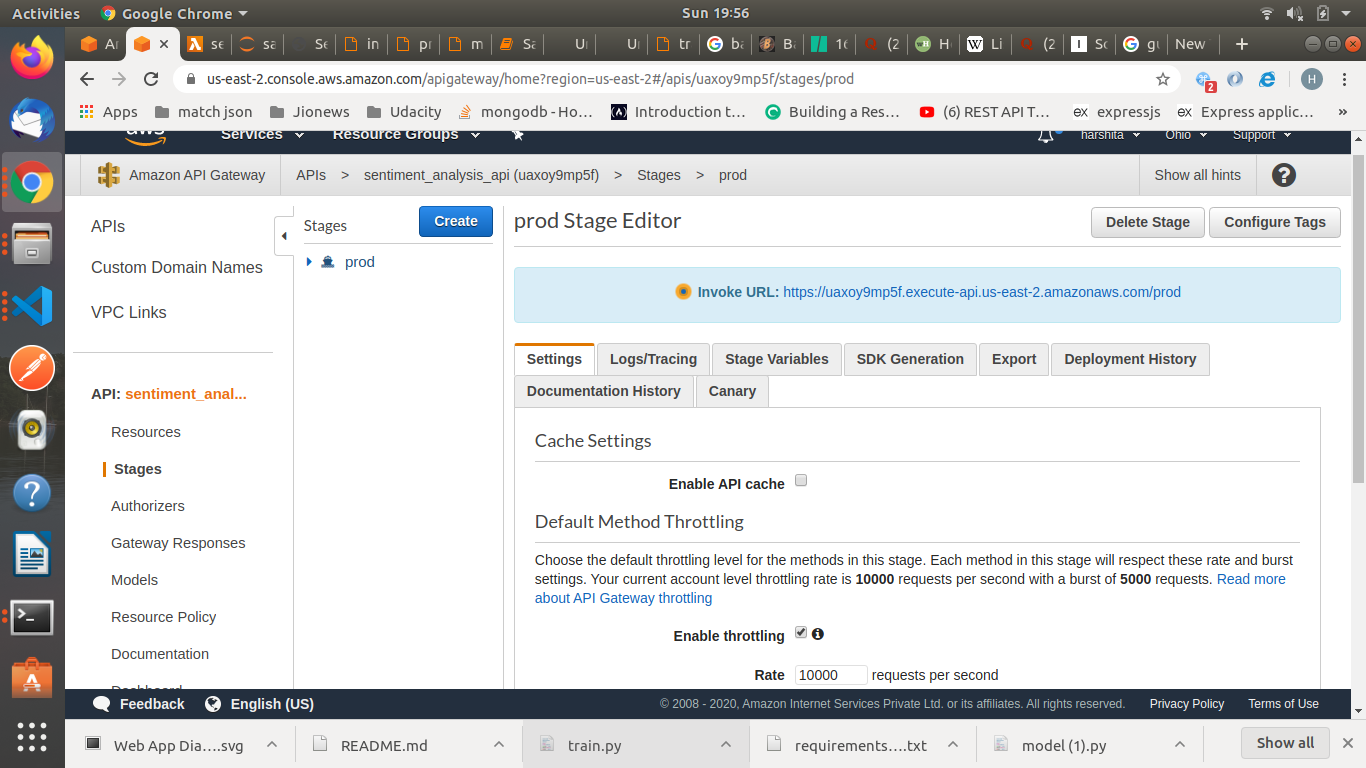 Activities
Google Chrome
Sun 19:56
Ar
se
sa
Se
in
pr
m
Sa
Ur
Ur
tr
ba
Ba
16
(2
H
Li
(2
Sc
gu
New
us-east-2.console.aws.amazon.com/apigateway/home?region=us-east-2#/apis/uaxoy9mp5f/stages/prod
2
H
Apps
match json
Jionews
Udacity
mongodb - Ho...
Introduction t...
Building a Res...
(6) REST API T...
ex expressjs
ex Express applic...
»
aws
Services
Resource Groups
harshita
Ohio
Support
Amazon API Gateway
APIs > sentiment_analysis_api (uaxoy9mp5f) > Stages > prod
Show all hints
?
APIs
Custom Domain Names
VPC Links
API: sentiment_anal...
Resources
Stages
Authorizers
Gateway Responses
Models
Resource Policy
Documentation
Dashboard
Stages
Create
prod
prod Stage Editor
Delete Stage
Configure Tags
Invoke URL: https://uaxoy9mp5f.execute-api.us-east-2.amazonaws.com/prod
Settings
Logs/Tracing
Stage Variables
SDK Generation
Export
Deployment History
Documentation History
Canary
Cache Settings
Enable API cache
Default Method Throttling
Choose the default throttling level for the methods in this stage. Each method in this stage will respect these rate and burst
settings. Your current account level throttling rate is 10000 requests per second with a burst of 5000 requests. Read more
about API Gateway throttling
Enable throttling
Rate 10000 requests per second
Feedback
English (US)
© 2008 - 2020, Amazon Internet Services Private Ltd. or its affiliates. All rights reserved.
Privacy Policy
Terms of Use
Web App Dia....svg
README.md
train.py
requirements....txt
model (1).py
Show all